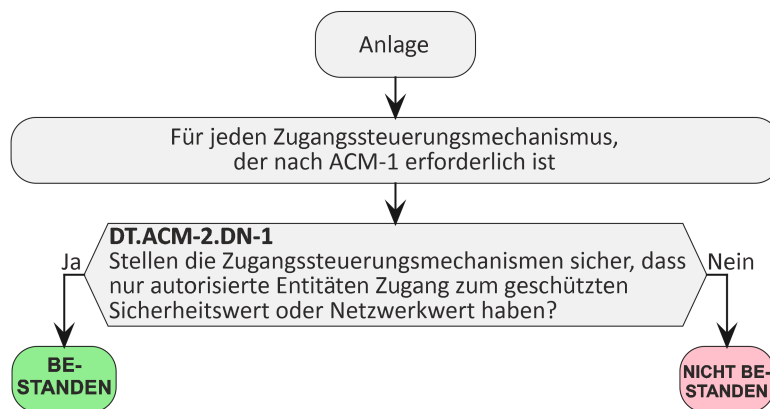 Anlage
Für jeden Zugangssteuerungsmechanismus,
der nach ACM-1 erforderlich ist
DT.ACM-2.DN-1
Ja
Stellen die Zugangssteuerungsmechanismen sicher, dass
Nein
nur autorisierte Entitäten Zugang zum geschützten
Sicherheitswert oder Netzwerkwert haben?
BE-
STANDEN
NICHT BE-
STANDEN